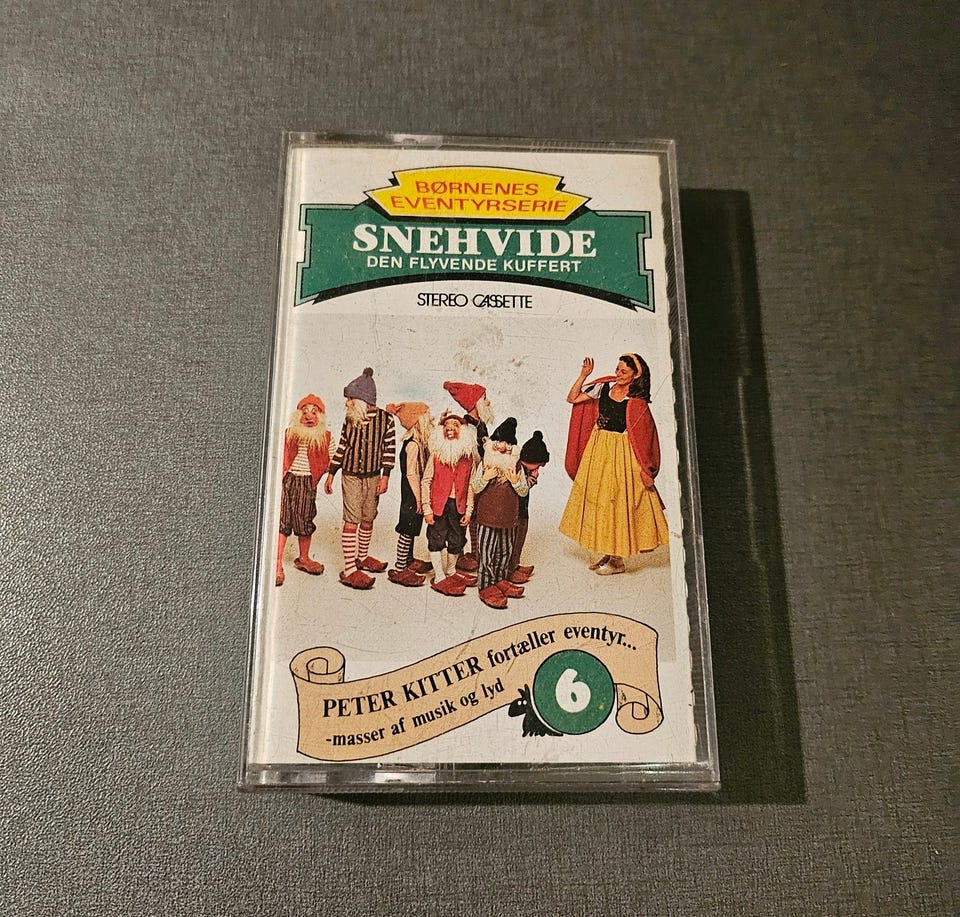 BØRNENES
EVENTYRSERIE
SNEHVIDE
DEN FLYVENDE KUFFERT
STEREO CASSETTE
PETER KITTER fortæller eventyr...
-masser af musik og lyd
6